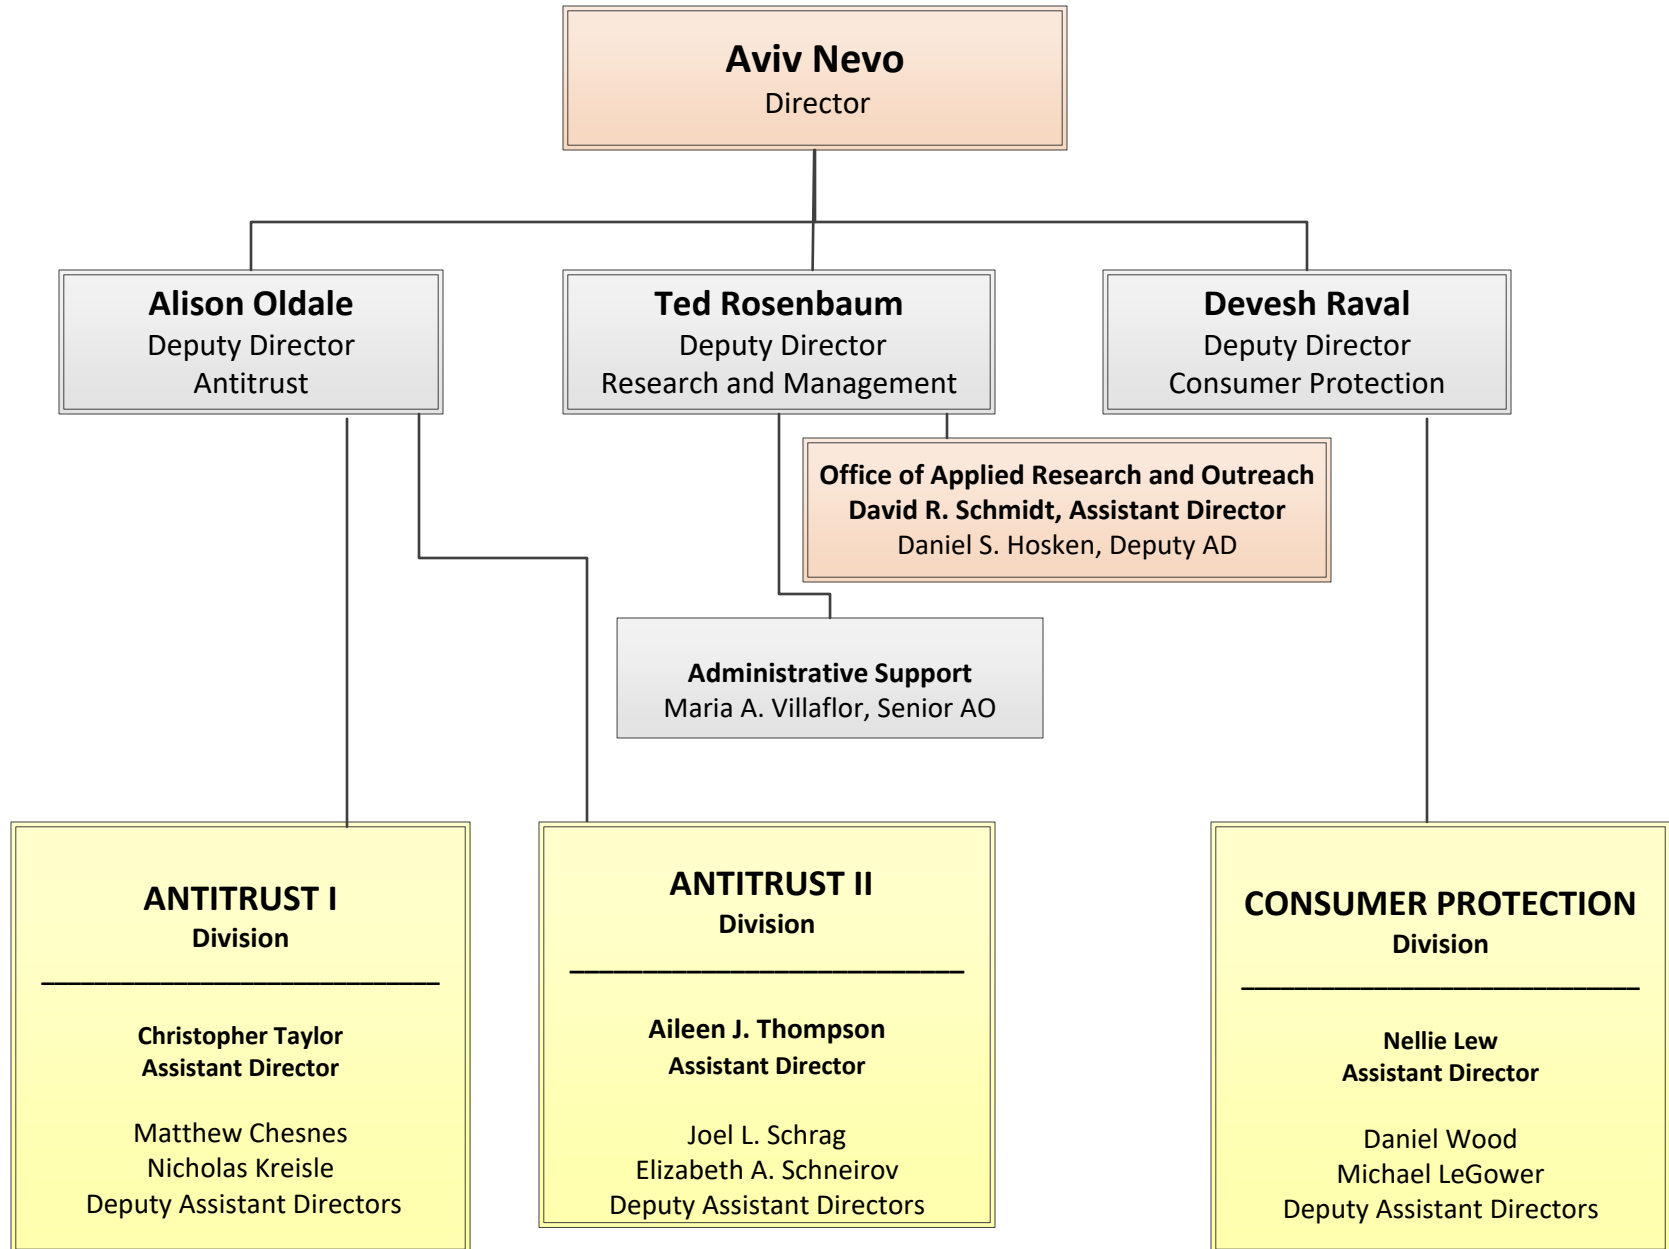 Aviv Nevo
Director
Alison Oldale
Deputy Director
Antitrust
Ted Rosenbaum
Deputy Director
Research and Management
Devesh Raval
Deputy Director
Consumer Protection
Office of Applied Research and Outreach
David R. Schmidt, Assistant Director
Daniel S. Hosken, Deputy AD
Administrative Support
Maria A. Villaflor, Senior AO
ANTITRUST I
Division
Christopher Taylor
Assistant Director
Matthew Chesnes
Nicholas Kreisle
Deputy Assistant Directors
ANTITRUST II
Division
Aileen J. Thompson
Assistant Director
Joel L. Schrag
Elizabeth A. Schneirov
Deputy Assistant Directors
CONSUMER PROTECTION
Division
Nellie Lew
Assistant Director
Daniel Wood
Michael LeGower
Deputy Assistant Directors